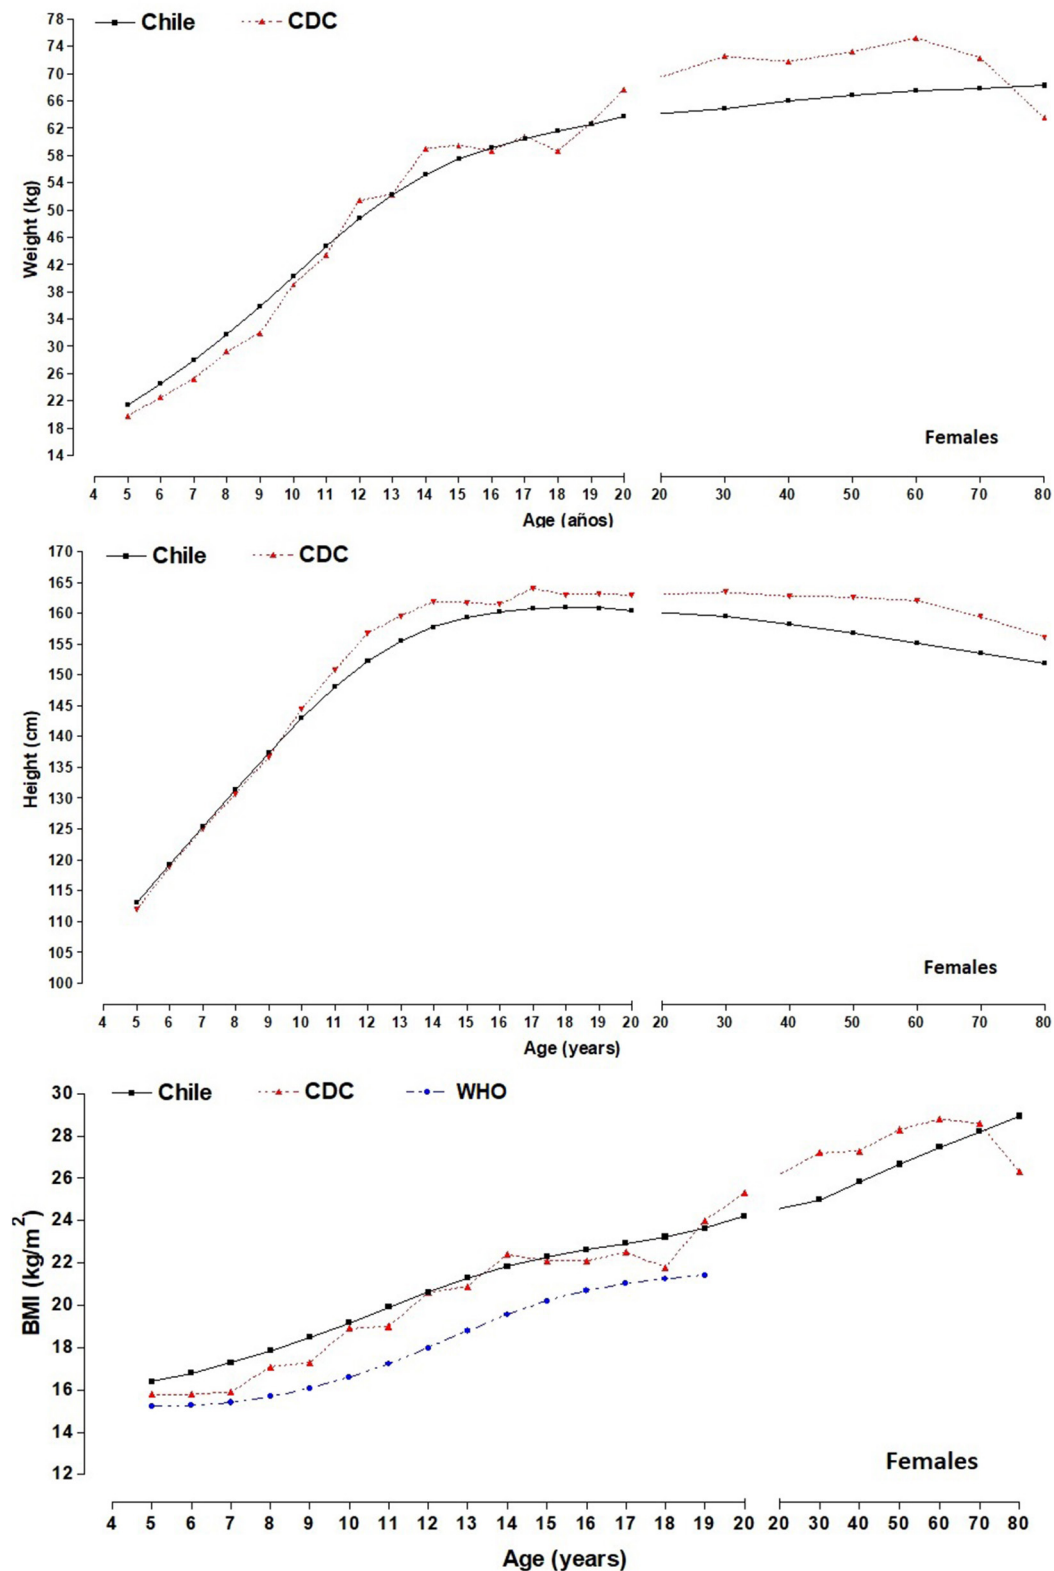 Chile CDC
78
74
70
66
62
58
54
50
46
42
38
34
30
26
22
18
14
Weight (kg)
Females
4 5 6 7 8 9 10 11 12 13 14 15 16 17 18 19 20 20 30 40 50 60 70 80
Age (años)
Chile CDC
170
165
160
155
150
145
140
135
130
125
120
115
110
105
100
Height (cm)
Females
4 5 6 7 8 9 10 11 12 13 14 15 16 17 18 19 20 20 30 40 50 60 70 80
Age (years)
Chile CDC WHO
30
28
26
24
22
20
18
16
14
12
BMI (kg/m²)
Females
4 5 6 7 8 9 10 11 12 13 14 15 16 17 18 19 20 20 30 40 50 60 70 80
Age (years)